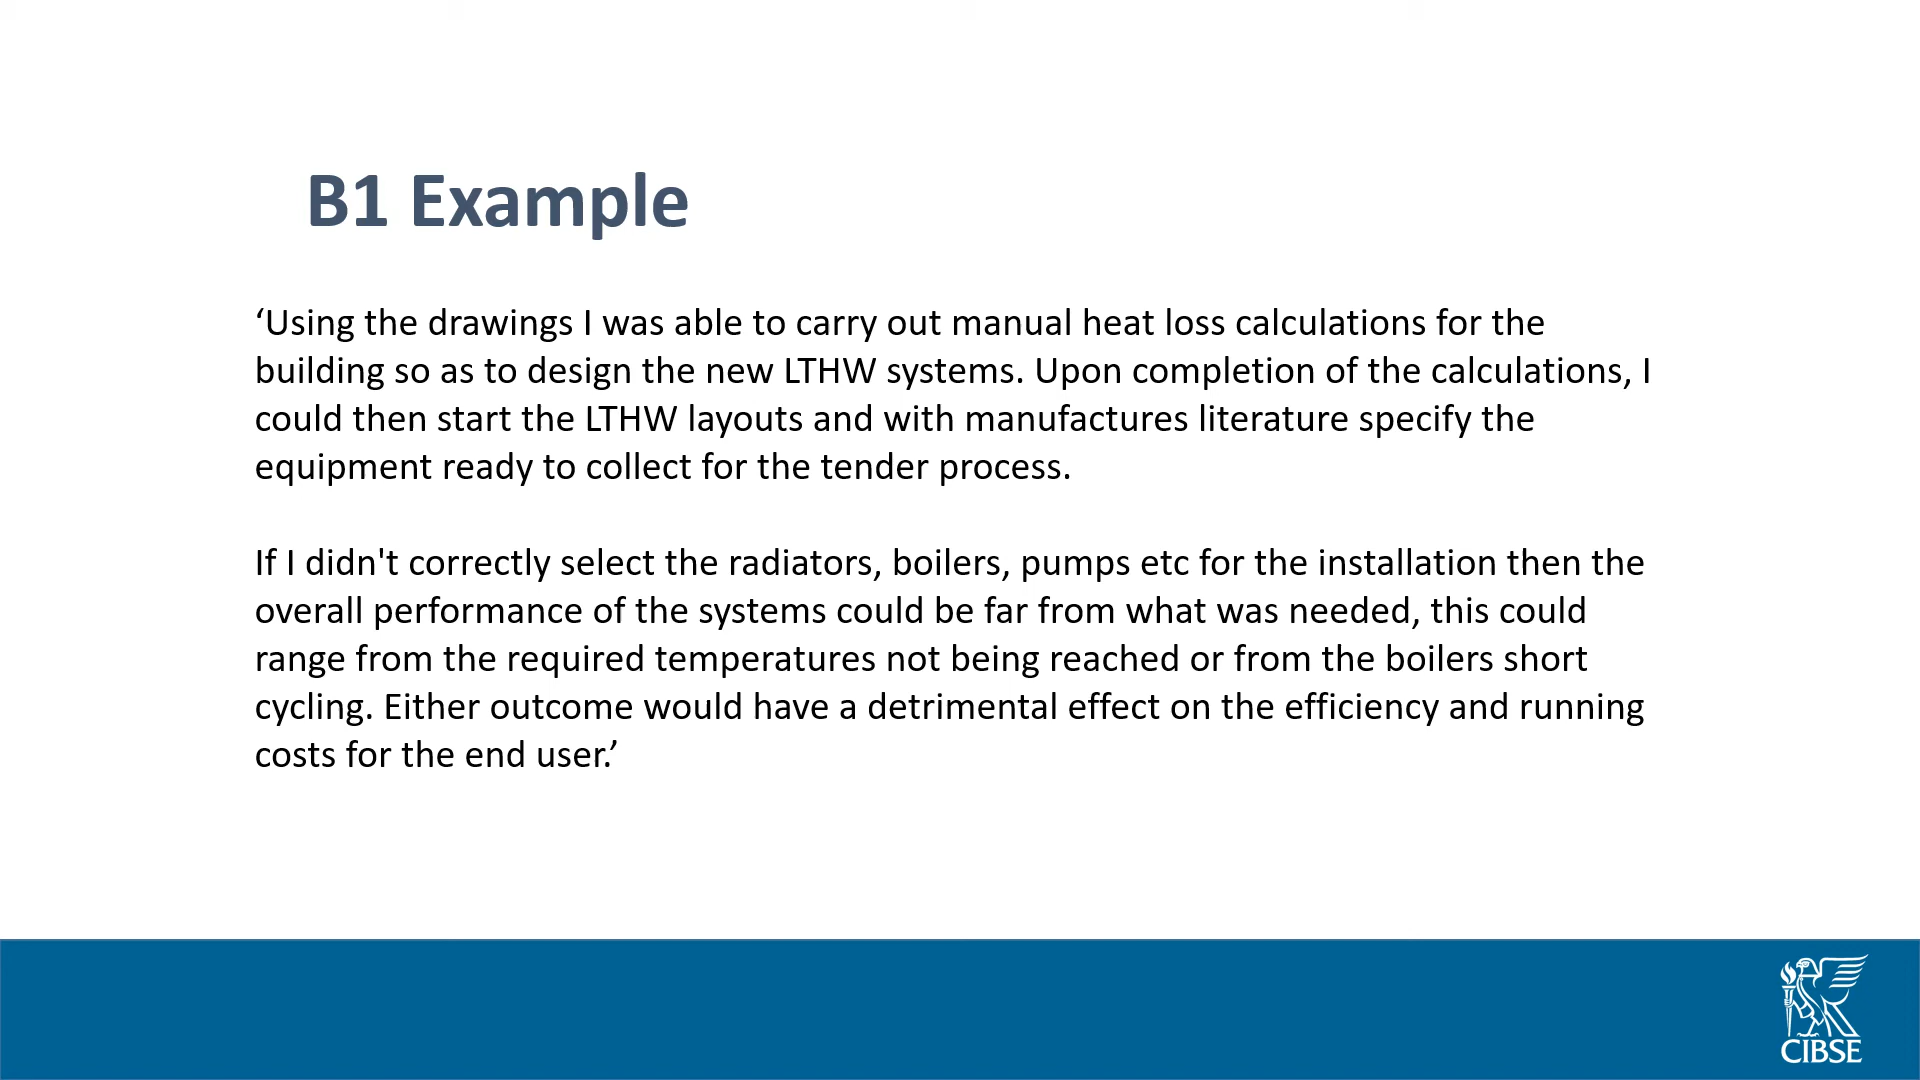 B1 Example
‘Using the drawings I was able to carry out manual heat loss calculations for the
building so as to design the new LTHW systems. Upon completion of the calculations, I
could then start the LTHW layouts and with manufactures literature specify the
equipment ready to collect for the tender process.
If I didn't correctly select the radiators, boilers, pumps etc for the installation then the
overall performance of the systems could be far from what was needed, this could
range from the required temperatures not being reached or from the boilers short
cycling. Either outcome would have a detrimental effect on the efficiency and running
costs for the end user.’
CIBSE